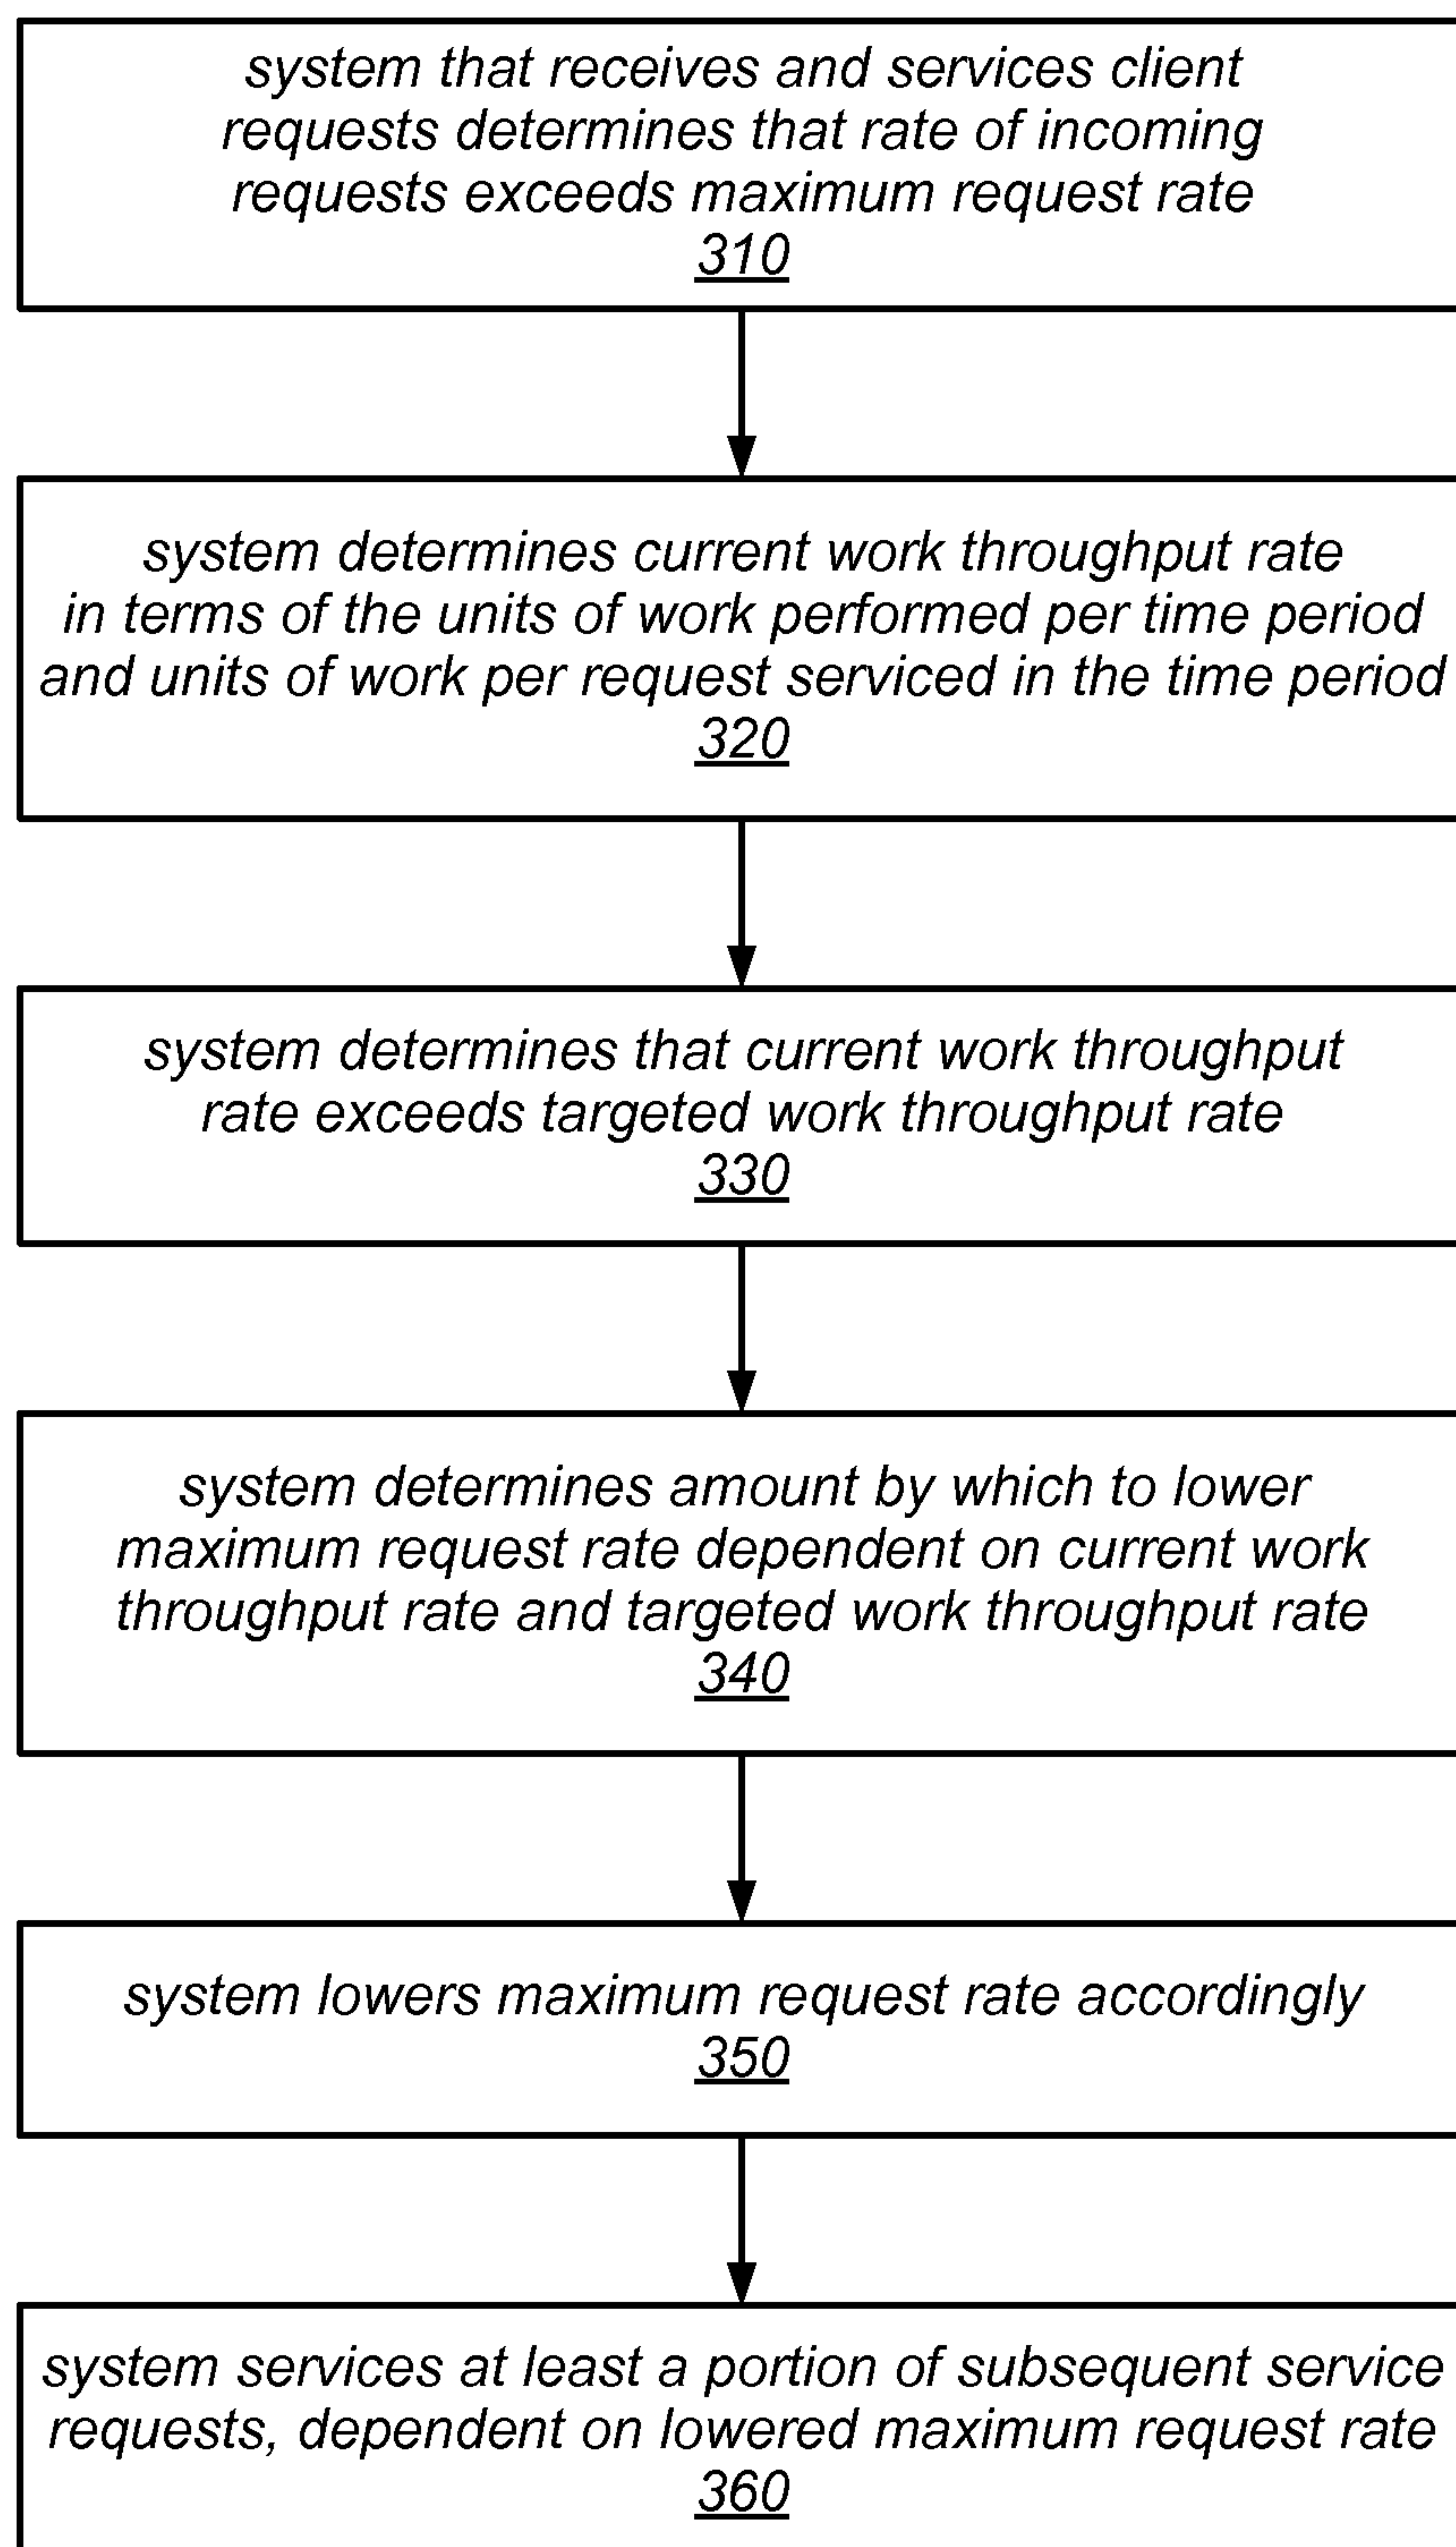 system that receives and services client
requests determines that rate of incoming
requests exceeds maximum request rate
310
system determines current work throughput rate
in terms of the units of work performed per time period
and units of work per request serviced in the time period
320
system determines that current work throughput
rate exceeds targeted work throughput rate
330
system determines amount by which to lower
maximum request rate dependent on current work
throughput rate and targeted work throughput rate
340
system lowers maximum request rate accordingly
350
system services at least a portion of subsequent service
requests, dependent on lowered maximum request rate
360